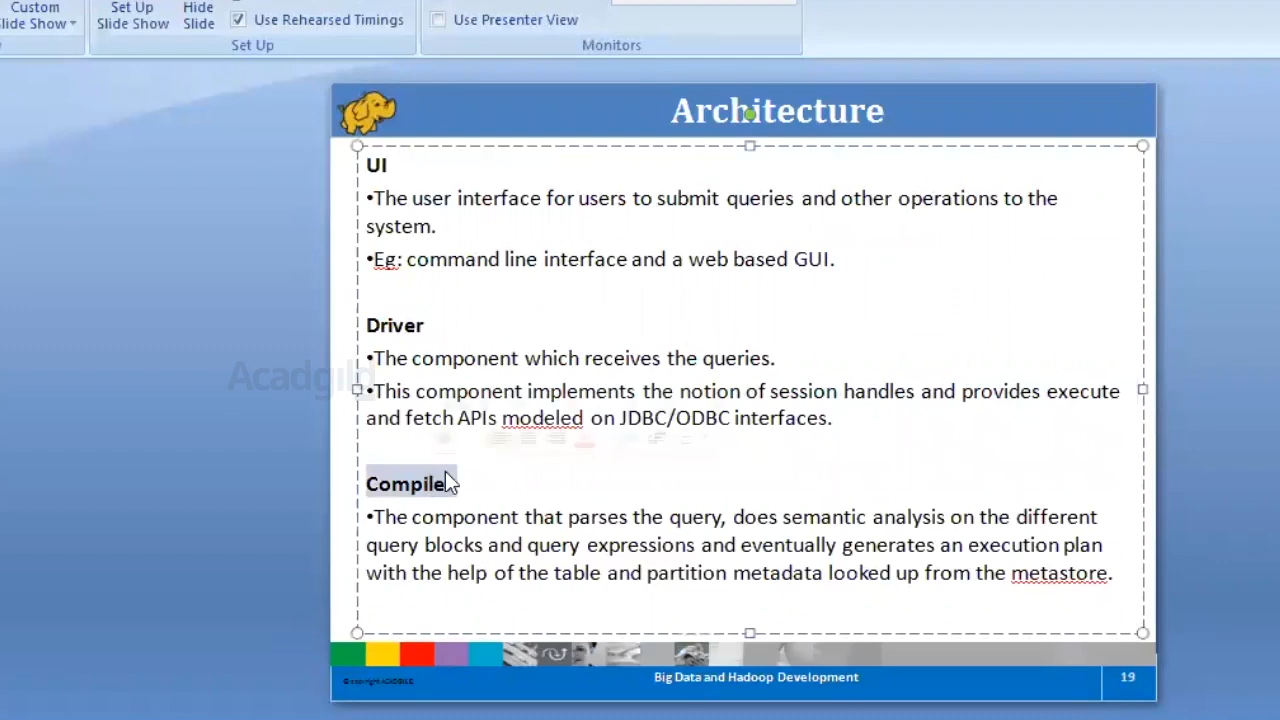 Custom
Slide Show
Set Up
Slide Show
Hide
Slide
Use Rehearsed Timings
Set Up
Use Presenter View
Monitors
Architecture
UI
•The user interface for users to submit queries and other operations to the
system.
•Eg: command line interface and a web based GUI.
Driver
•The component which receives the queries.
•This component implements the notion of session handles and provides execute
and fetch APIs modeled on JDBC/ODBC interfaces.
Acadgild
Compile
•The component that parses the query, does semantic analysis on the different
query blocks and query expressions and eventually generates an execution plan
with the help of the table and partition metadata looked up from the metastore.
© copyright ACADGILD
Big Data and Hadoop Development
19